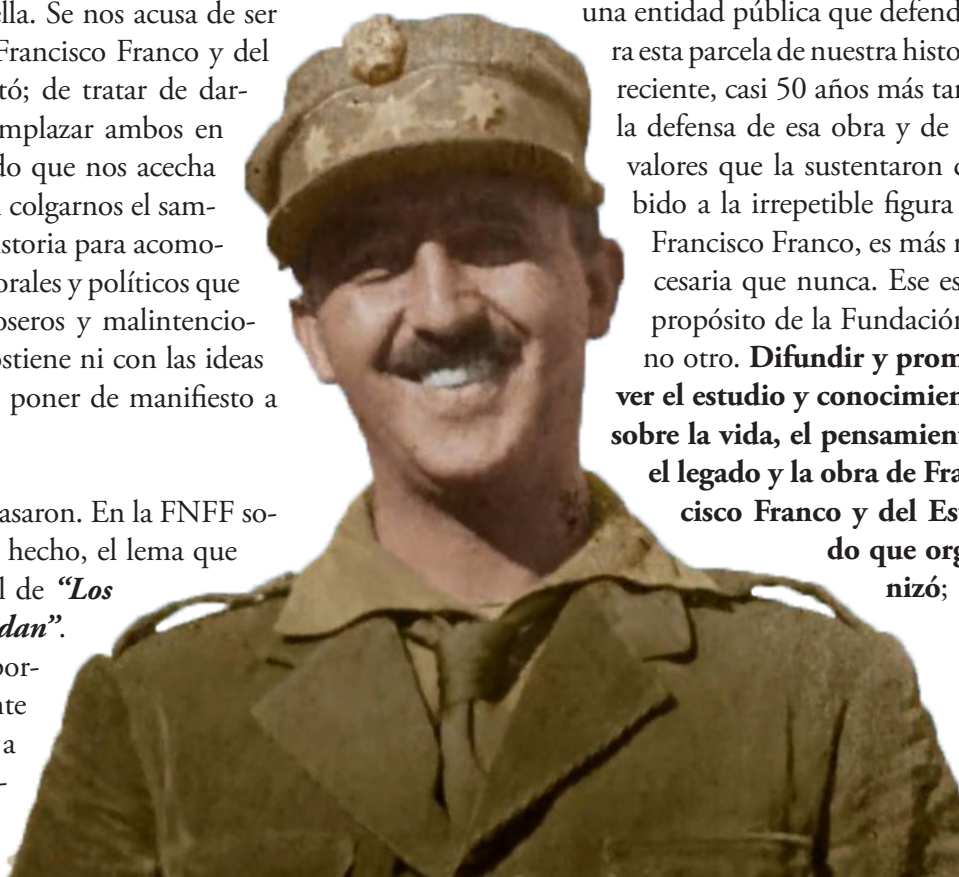 ella. Se nos acusa de ser
Francisco Franco y del
tó; de tratar de dar-
mplazar ambos en
do que nos acecha
colgarnos el sam-
storia para acomo-
orales y políticos que
oseros y malintencio-
stiene ni con las ideas
poner de manifiesto a
asaron. En la FNFF so-
hecho, el lema que
l de “Los
dan”.
por-
nte
a
-
una entidad pública que defend
ra esta parcela de nuestra histo
reciente, casi 50 años más tar
la defensa de esa obra y de
valores que la sustentaron
bido a la irrepetible figura
Francisco Franco, es más
cesaria que nunca. Ese es
propósito de la Fundación
no otro. Difundir y prom
ver el estudio y conocimien
sobre la vida, el pensamient
el legado y la obra de Fra
cisco Franco y del Es
do que org
nizó;